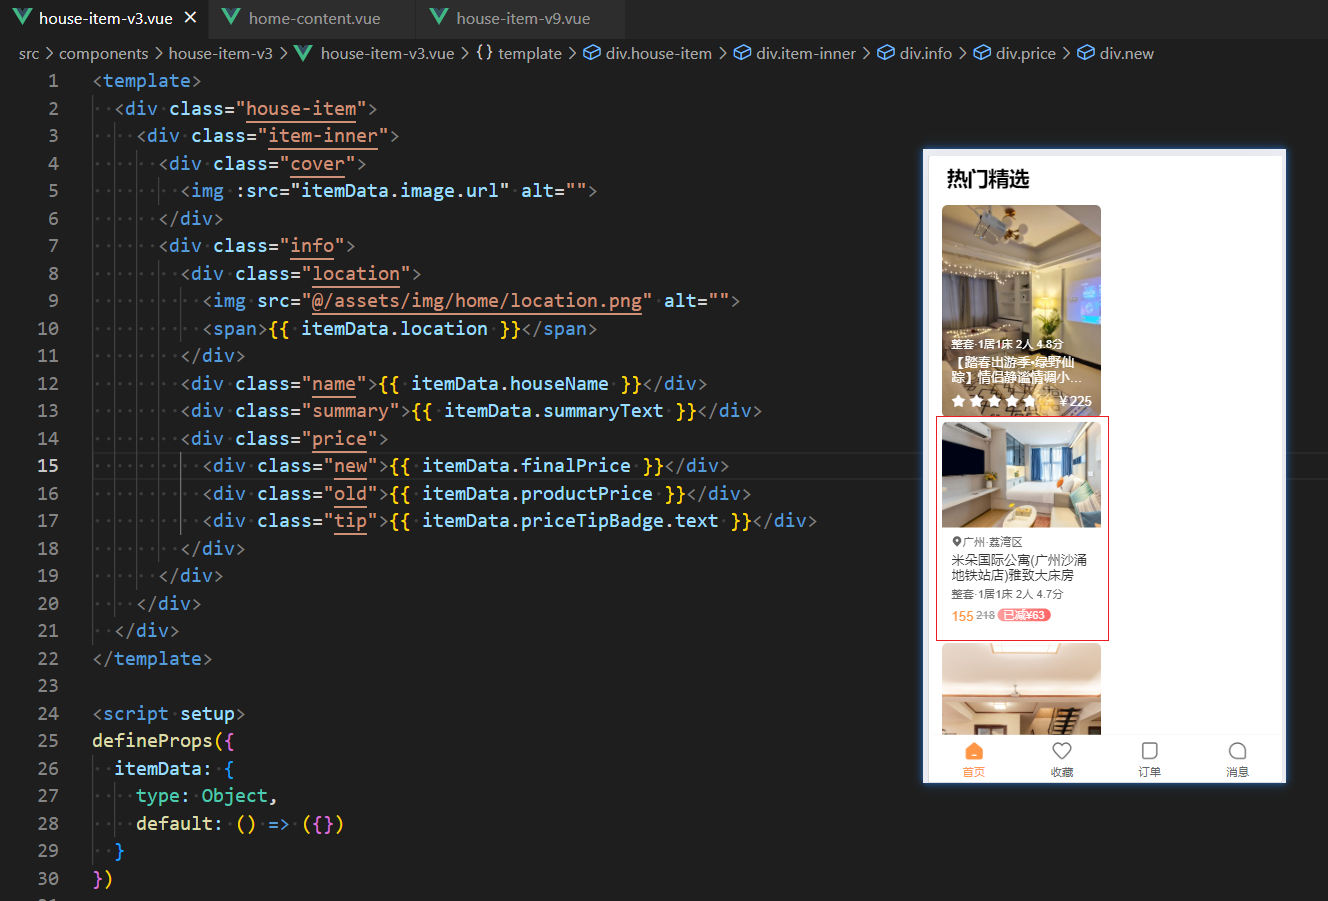 house-item-v3.vue
home-content.vue
house-item-v9.vue
src > components > house-item-v3 > house-item-v3.vue > {} template > div.house-item > div.item-inner > div.info > div.price > div.new
1 <template>
2 <div class="house-item">
3 <div class="item-inner">
4 <div class="cover">
5 <img :src="itemData.image.url" alt="">
6 </div>
7 <div class="info">
8 <div class="location">
9 <img src="@/assets/img/home/location.png" alt="">
10 <span>{{ itemData.location }}</span>
11 </div>
12 <div class="name">{{ itemData.houseName }}</div>
13 <div class="summary">{{ itemData.summaryText }}</div>
14 <div class="price">
15 <div class="new">{{ itemData.finalPrice }}</div>
16 <div class="old">{{ itemData.productPrice }}</div>
17 <div class="tip">{{ itemData.priceTipBadge.text }}</div>
18 </div>
19 </div>
20 </div>
21 </div>
22 </template>
23
24 <script setup>
25 defineProps({
26 itemData: {
27 type: Object,
28 default: () => ({})
29 }
30 })
热门精选
整套·1居1床 2人 4.8分
【踏春出游季•绿野仙
踪】情侣静谧情调小...
¥225
广州·荔湾区
米朵国际公寓(广州沙涌
地铁站店)雅致大床房
整套·1居1床 2人 4.7分
155 218 已减¥63
首页
收藏
订单
消息